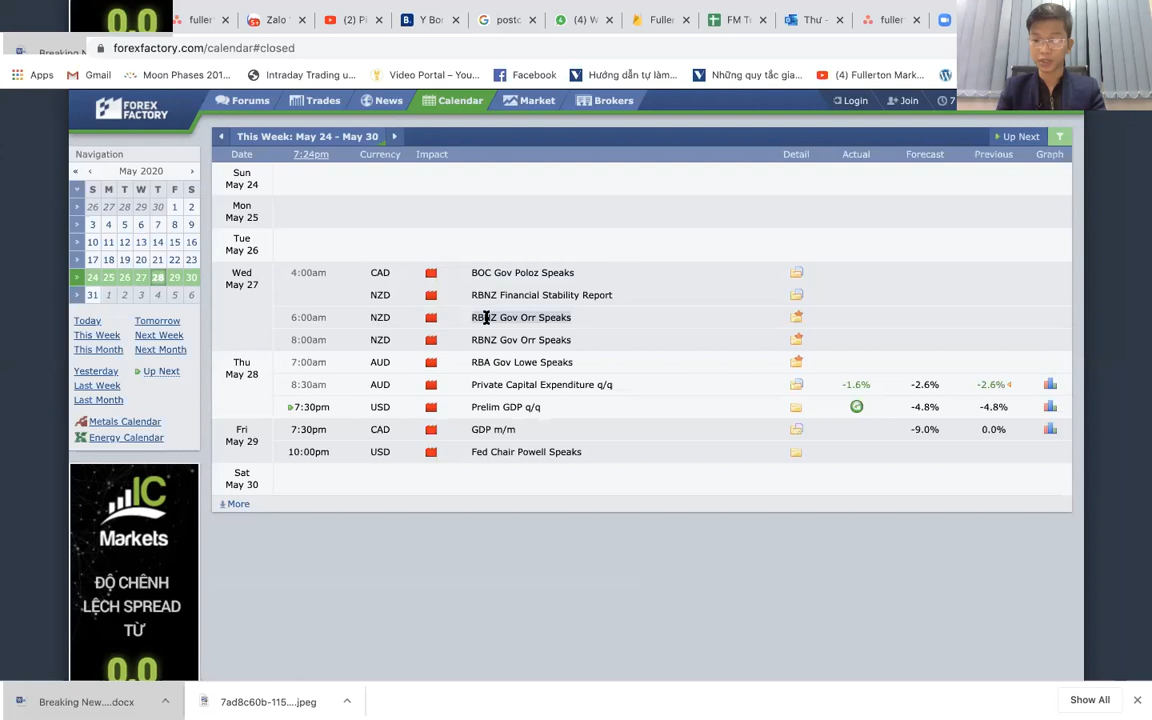 0.0
fuller
Zalo
(2) Pi
Y Bo
posto
(4) W
Fuller
FM T
Thư -
fuller
Breaking New
forexfactory.com/calendar#closed
Apps
Gmail
Moon Phases 201...
Intraday Trading u...
Video Portal – You...
Facebook
Hướng dẫn tự làm...
Những quy tắc gia...
(4) Fullerton Mark...
FOREX
FACTORY
Forums
Trades
News
Calendar
Market
Brokers
Login
Join
7
Navigation
This Week: May 24 - May 30
Up Next
Date 7:24pm Currency Impact Detail Actual Forecast Previous Graph
« ‹ May 2020 ›
S M T W T F S
26 27 28 29 30 1 2
3 4 5 6 7 8 9
10 11 12 13 14 15 16
17 18 19 20 21 22 23
24 25 26 27 28 29 30
31 1 2 3 4 5 6
Today Tomorrow
This Week Next Week
This Month Next Month
Yesterday Up Next
Last Week
Last Month
Metals Calendar
Energy Calendar
Sun
May 24
Mon
May 25
Tue
May 26
Wed
May 27
4:00am CAD BOC Gov Poloz Speaks
NZD RBNZ Financial Stability Report
6:00am NZD RBNZ Gov Orr Speaks
8:00am NZD RBNZ Gov Orr Speaks
Thu
May 28
7:00am AUD RBA Gov Lowe Speaks
8:30am AUD Private Capital Expenditure q/q -1.6% -2.6% -2.6%
7:30pm USD Prelim GDP q/q -4.8% -4.8%
Fri
May 29
7:30pm CAD GDP m/m -9.0% 0.0%
10:00pm USD Fed Chair Powell Speaks
Sat
May 30
More
IC
Markets
ĐỘ CHÊNH
LỆCH SPREAD
TỪ
0.0
Breaking New....docx
7ad8c60b-115....jpeg
Show All